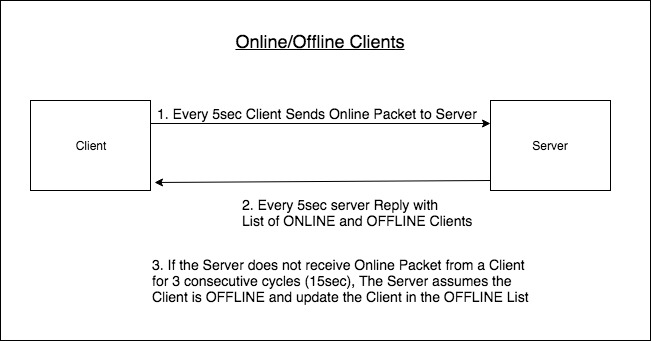 Online/Offline Clients
1. Every 5sec Client Sends Online Packet to Server
Client
Server
2. Every 5sec server Reply with
List of ONLINE and OFFLINE Clients
3. If the Server does not receive Online Packet from a Client
for 3 consecutive cycles (15sec), The Server assumes the
Client is OFFLINE and update the Client in the OFFLINE List